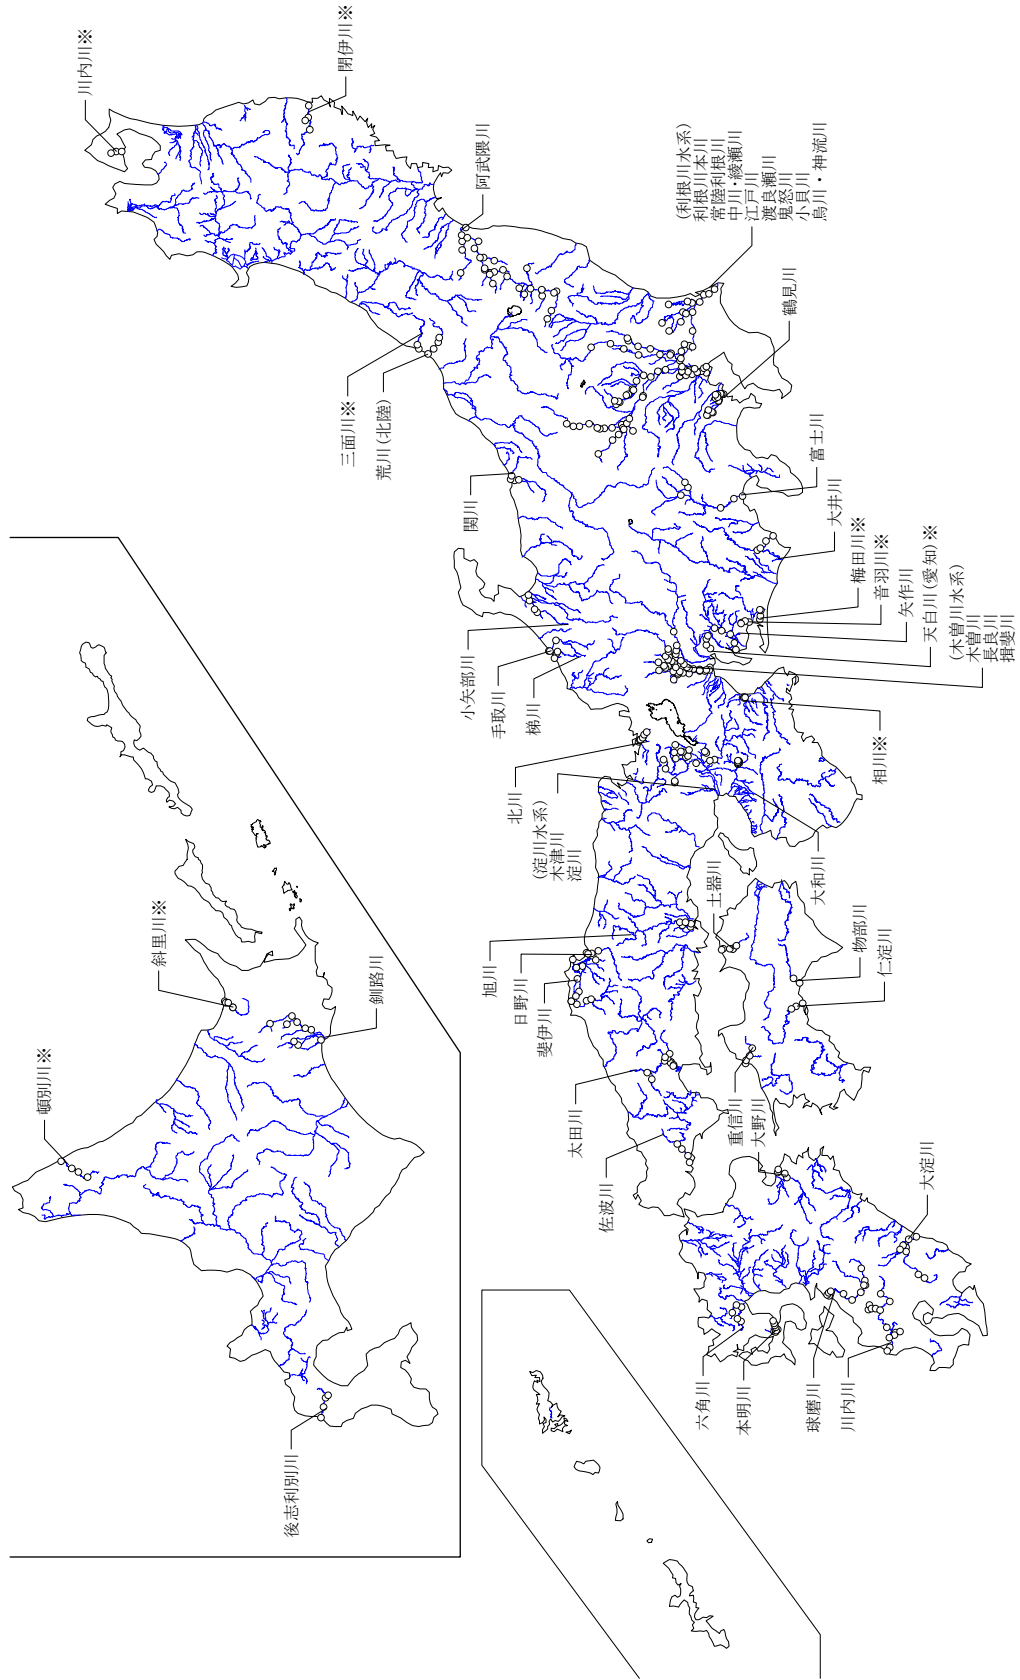 頓別川※
斜里川※
釧路川
後志利別川
川内川※
閉伊川※
阿武隈川
三面川※
荒川(北陸)
(利根川水系)
利根川本川
常陸利根川
中川・綾瀬川
江戸川
渡良瀬川
鬼怒川
小貝川
烏川・神流川
鶴見川
関川
富士川
大井川
梅田川※
音羽川※
矢作川
天白川(愛知)※
(木曽川水系)
木曽川
長良川
揖斐川
小矢部川
手取川
梯川
相川※
北川
(淀川水系)
木津川
淀川
大和川
旭川
日野川
斐伊川
太田川
佐波川
土器川
物部川
仁淀川
重信川
大野川
大淀川
六角川
本明川
球磨川
川内川